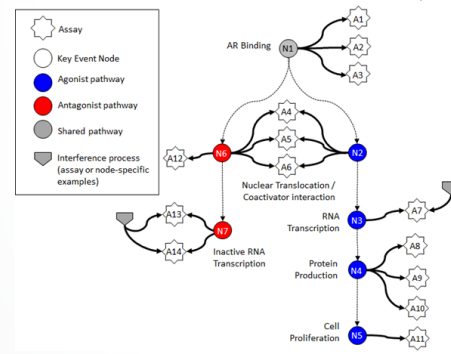 Assay
Key Event Node
Agonist pathway
Antagonist pathway
Shared pathway
Interference process
(assay or node-specific
examples)
AR Binding
N1
A1
A2
A3
A4
A5
A6
A12
N6
N2
Nuclear Translocation /
Coactivator interaction
RNA
Transcription
N3
A7
A13
A14
N7
Inactive RNA
Transcription
Protein
Production
N4
A8
A9
A10
Cell
Proliferation
N5
A11